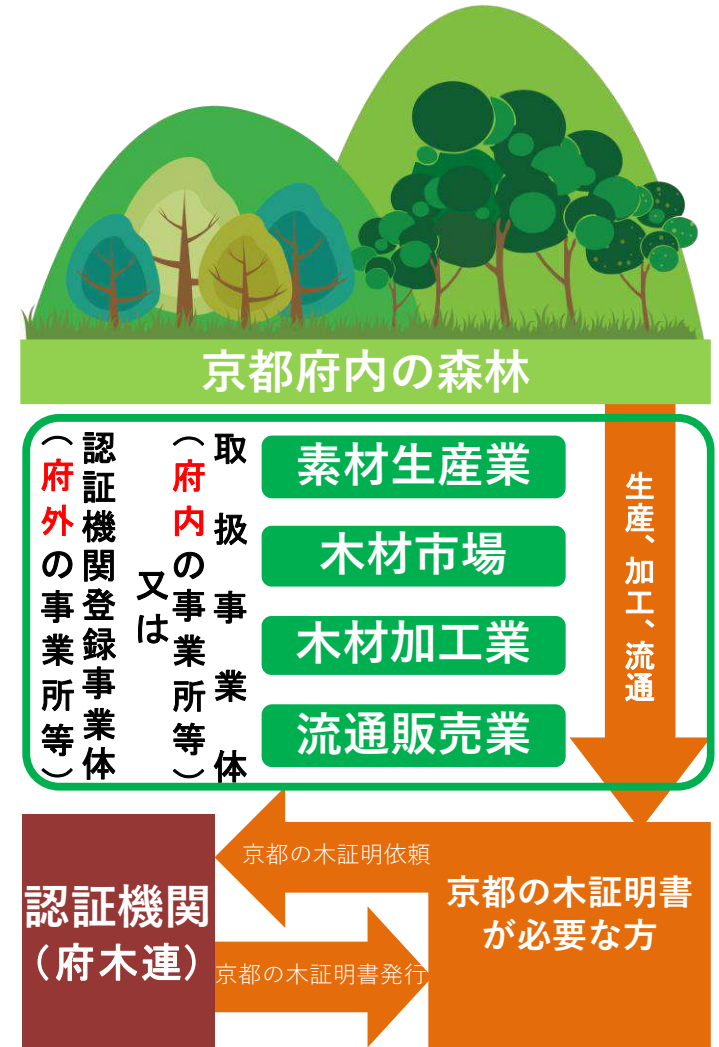 京都府内の森林
取扱事業体
（府内の事業所等）
又は
認証機関登録事業体
（府外の事業所等）
素材生産業
木材市場
木材加工業
流通販売業
生産、加工、流通
京都の木証明依頼
京都の木証明書発行
認証機関
（府木連）
京都の木証明書
が必要な方